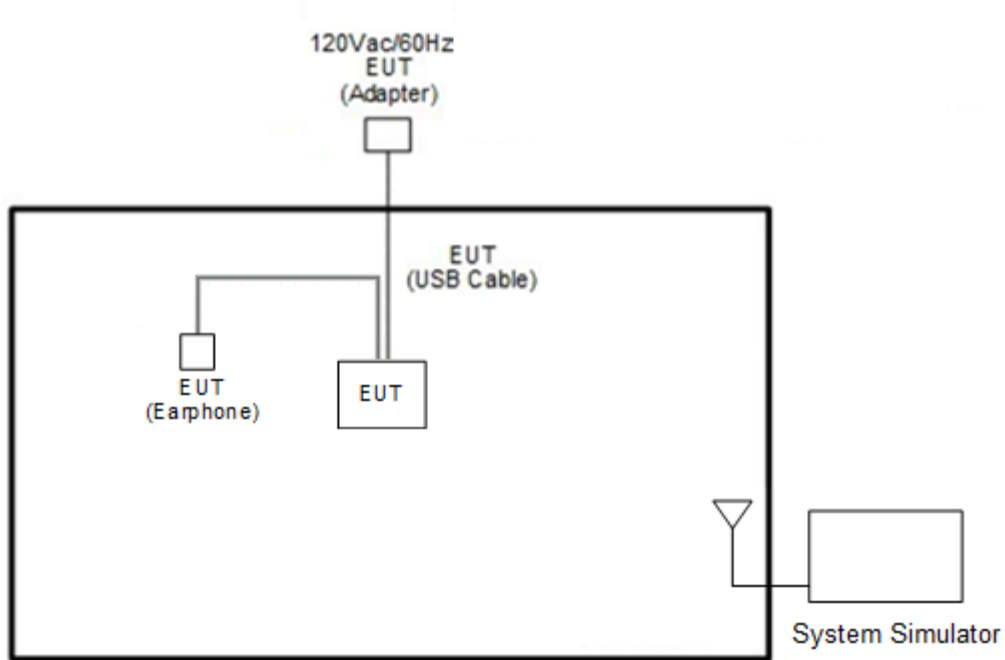 120Vac/60Hz
EUT
(Adapter)
EUT
(USB Cable)
EUT
(Earphone)
EUT
System Simulator